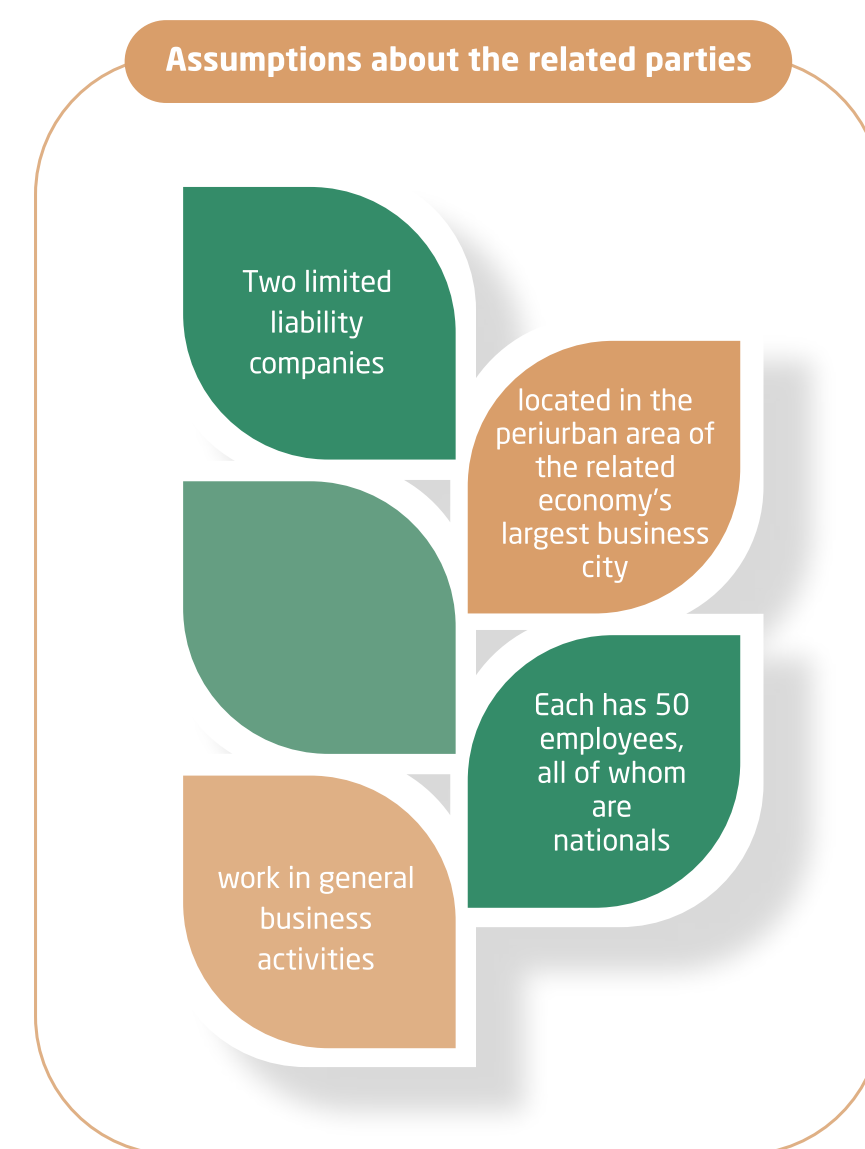 Assumptions about the related parties
Two limited
liability
companies
located in the
periurban area of
the related
economy's
largest business
city
Each has 50
employees,
all of whom
are
nationals
work in general
business
activities